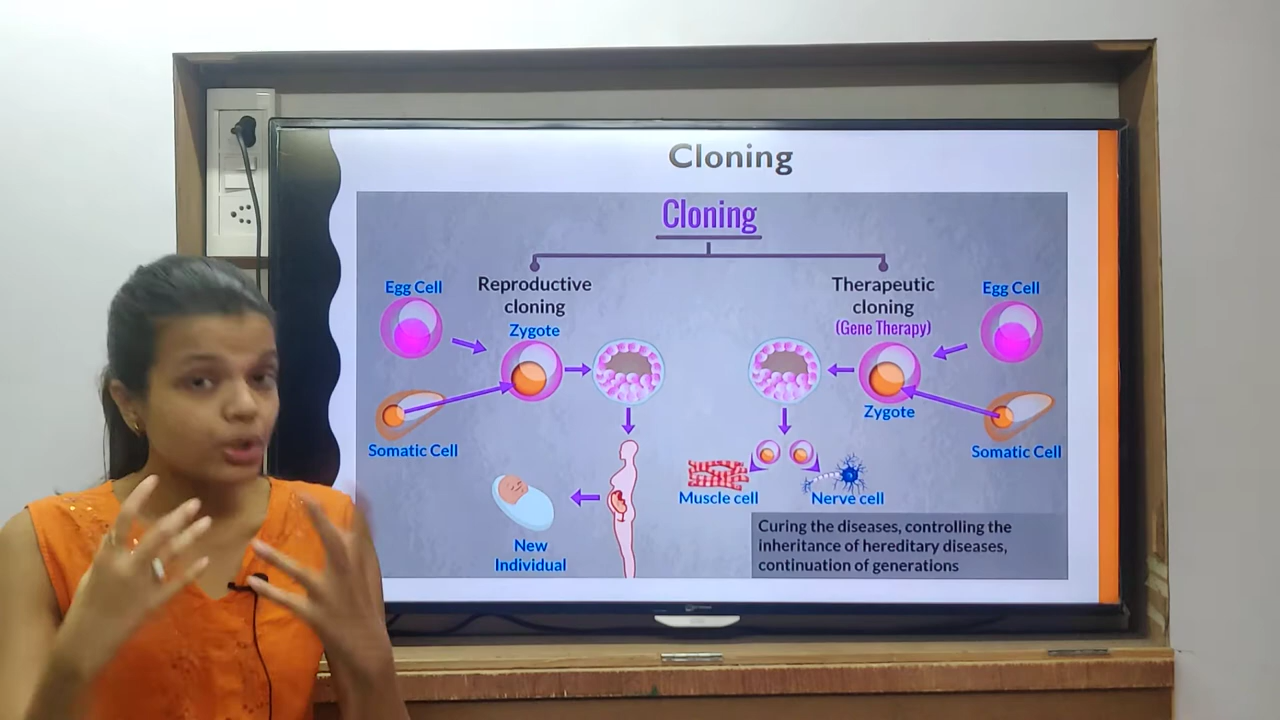 Cloning
Cloning
Egg Cell
Reproductive
cloning
Zygote
Somatic Cell
New
Individual
Therapeutic
cloning
(Gene Therapy)
Egg Cell
Zygote
Somatic Cell
Muscle cell
Nerve cell
Curing the diseases, controlling the
inheritance of hereditary diseases,
continuation of generations